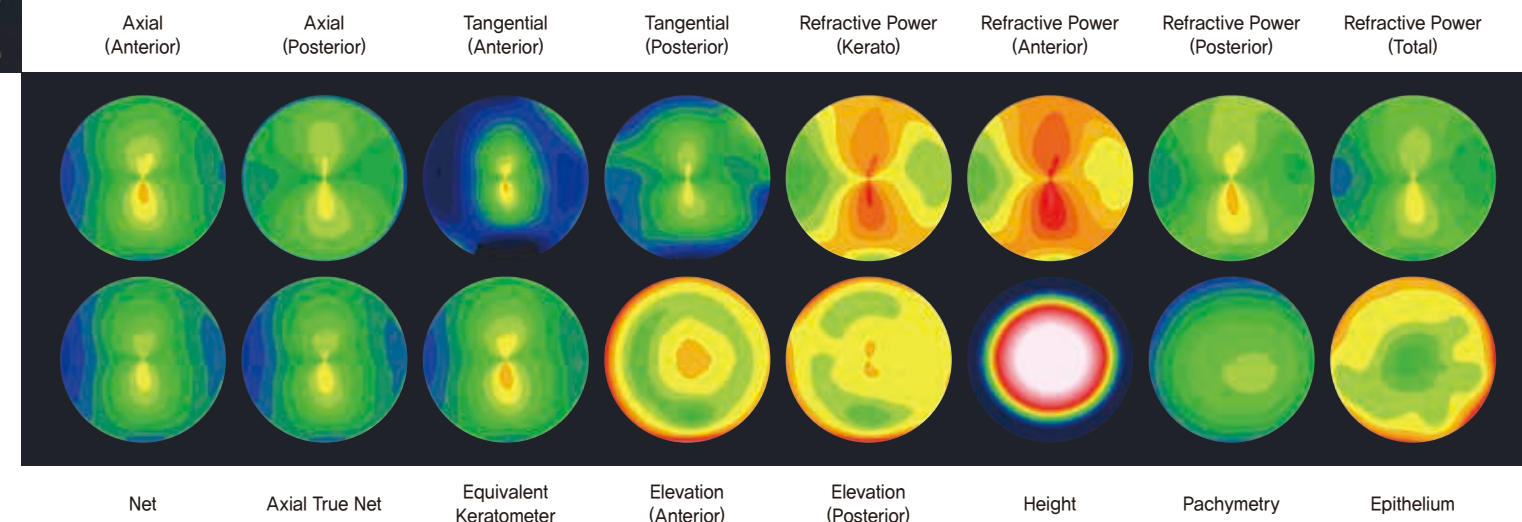 Axial
(Anterior)
Axial
(Posterior)
Tangential
(Anterior)
Tangential
(Posterior)
Refractive Power
(Kerato)
Refractive Power
(Anterior)
Refractive Power
(Posterior)
Refractive Power
(Total)
Net
Axial True Net
Equivalent
Keratometer
Elevation
(Anterior)
Elevation
(Posterior)
Height
Pachymetry
Epithelium